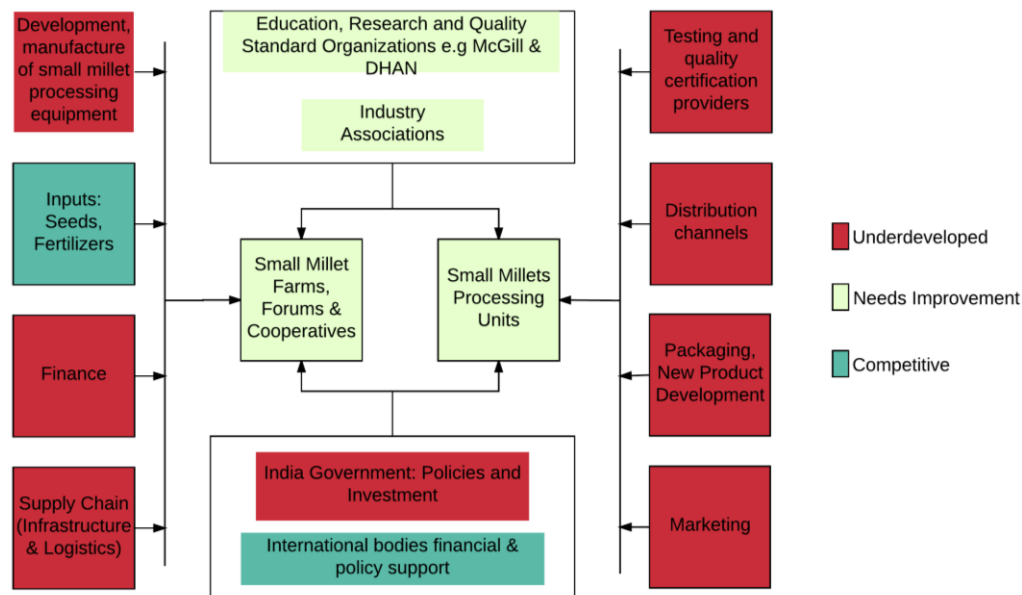 Development,
manufacture
of small millet
processing
equipment
Inputs:
Seeds,
Fertilizers
Finance
Supply Chain
(Infrastructure
& Logistics)
Education, Research and Quality
Standard Organizations e.g McGill &
DHAN
Industry
Associations
Small Millet
Farms,
Forums &
Cooperatives
Small Millets
Processing
Units
India Government: Policies and
Investment
International bodies financial &
policy support
Testing and
quality
certification
providers
Distribution
channels
Packaging,
New Product
Development
Marketing
Underdeveloped
Needs Improvement
Competitive